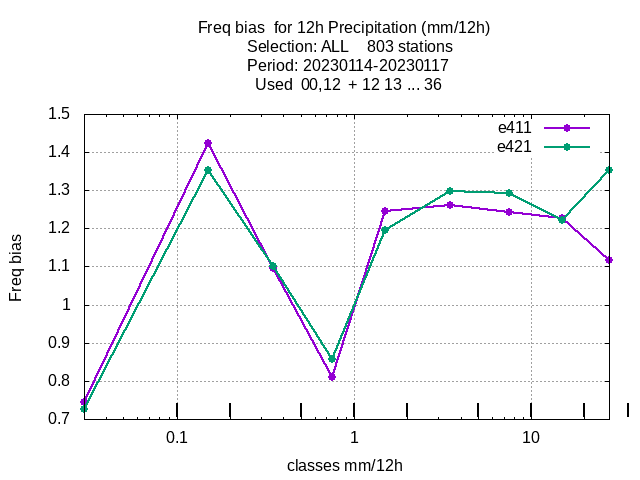 Freq bias  for 12h Precipitation (mm/12h)
Selection: ALL    803 stations
Period: 20230114-20230117
Used  00,12  + 12 13 ... 36
e411
e421
1.5
1.4
1.3
1.2
1.1
1
0.9
0.8
0.7
Freq bias
0.1
1
10
classes mm/12h